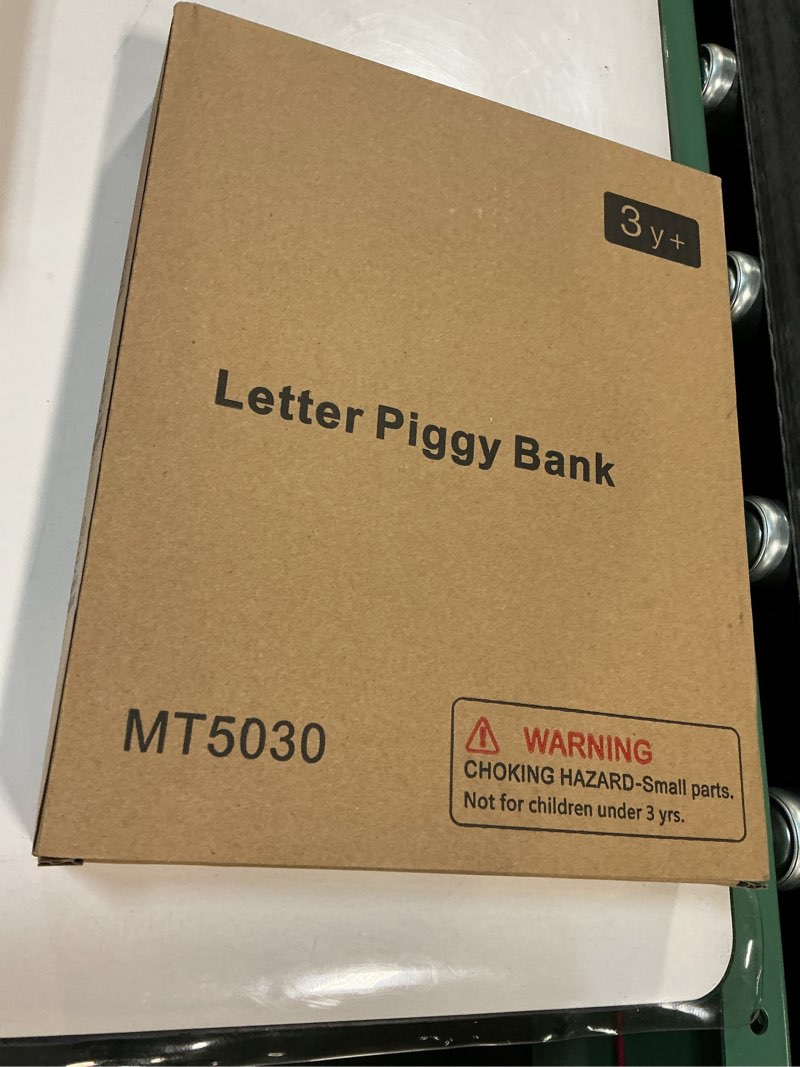 3 y+
Letter Piggy Bank
MT5030
WARNING
CHOKING HAZARD-Small parts.
Not for children under 3 yrs.